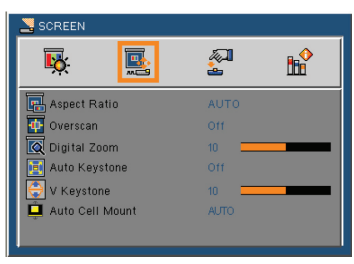 SCREEN
Aspect Ratio AUTO
Overscan Off
Digital Zoom 10
Auto Keystone Off
V Keystone 10
Auto Cell Mount AUTO